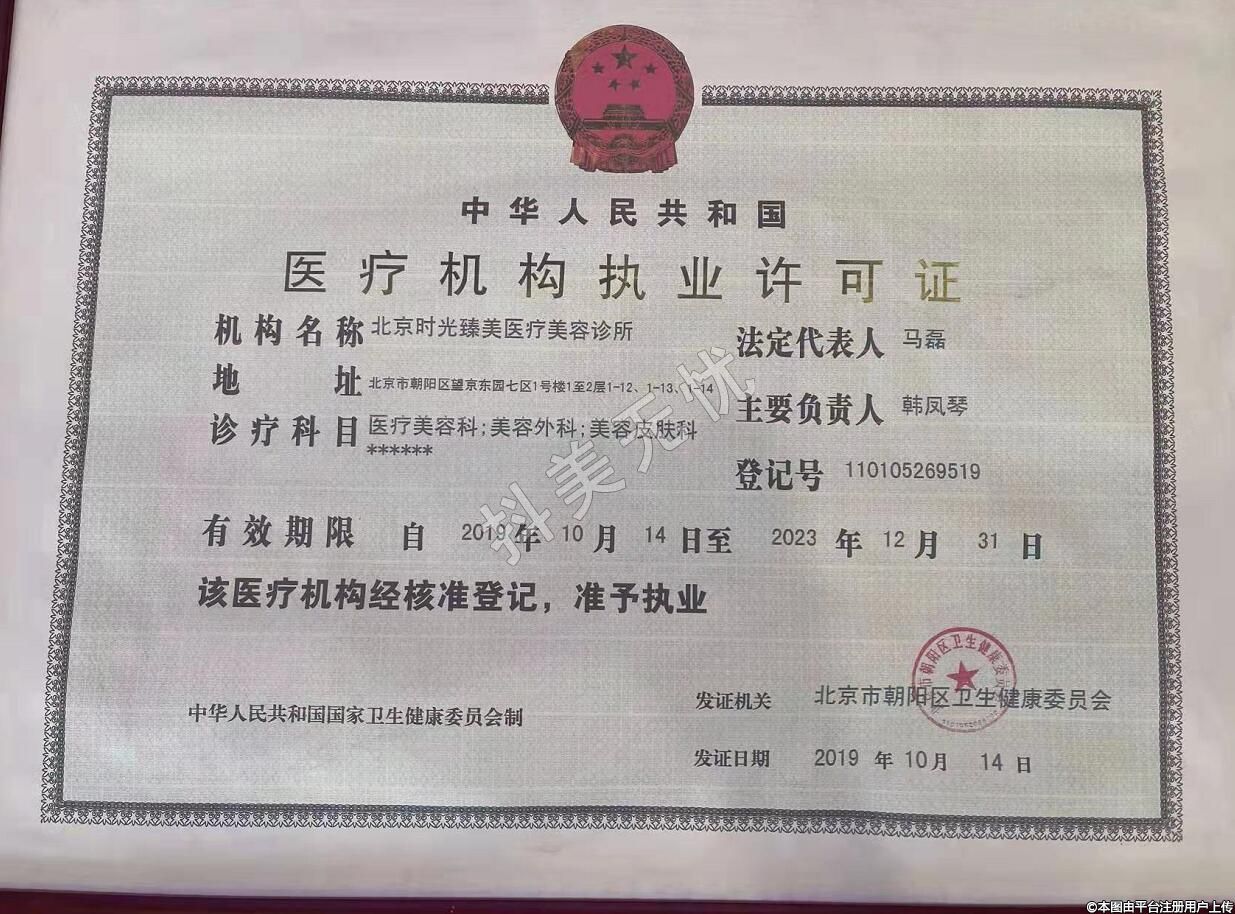 中华人民共和国
医疗机构执业许可证
机构名称 北京时光臻美医疗美容诊所
法定代表人 马磊
地址 北京市朝阳区望京东园七区1号楼1至2层1-12、1-13、1-14
主要负责人 韩凤琴
诊疗科目 医疗美容科;美容外科;美容皮肤科
******
登记号 110105269519
有效期限 自 2019 年 10 月 14 日至 2023 年 12 月 31 日
该医疗机构经核准登记，准予执业
抖美无忧
中华人民共和国国家卫生健康委员会制
发证机关 北京市朝阳区卫生健康委员会
发证日期 2019 年 10 月 14 日
©本图由平台注册用户上传